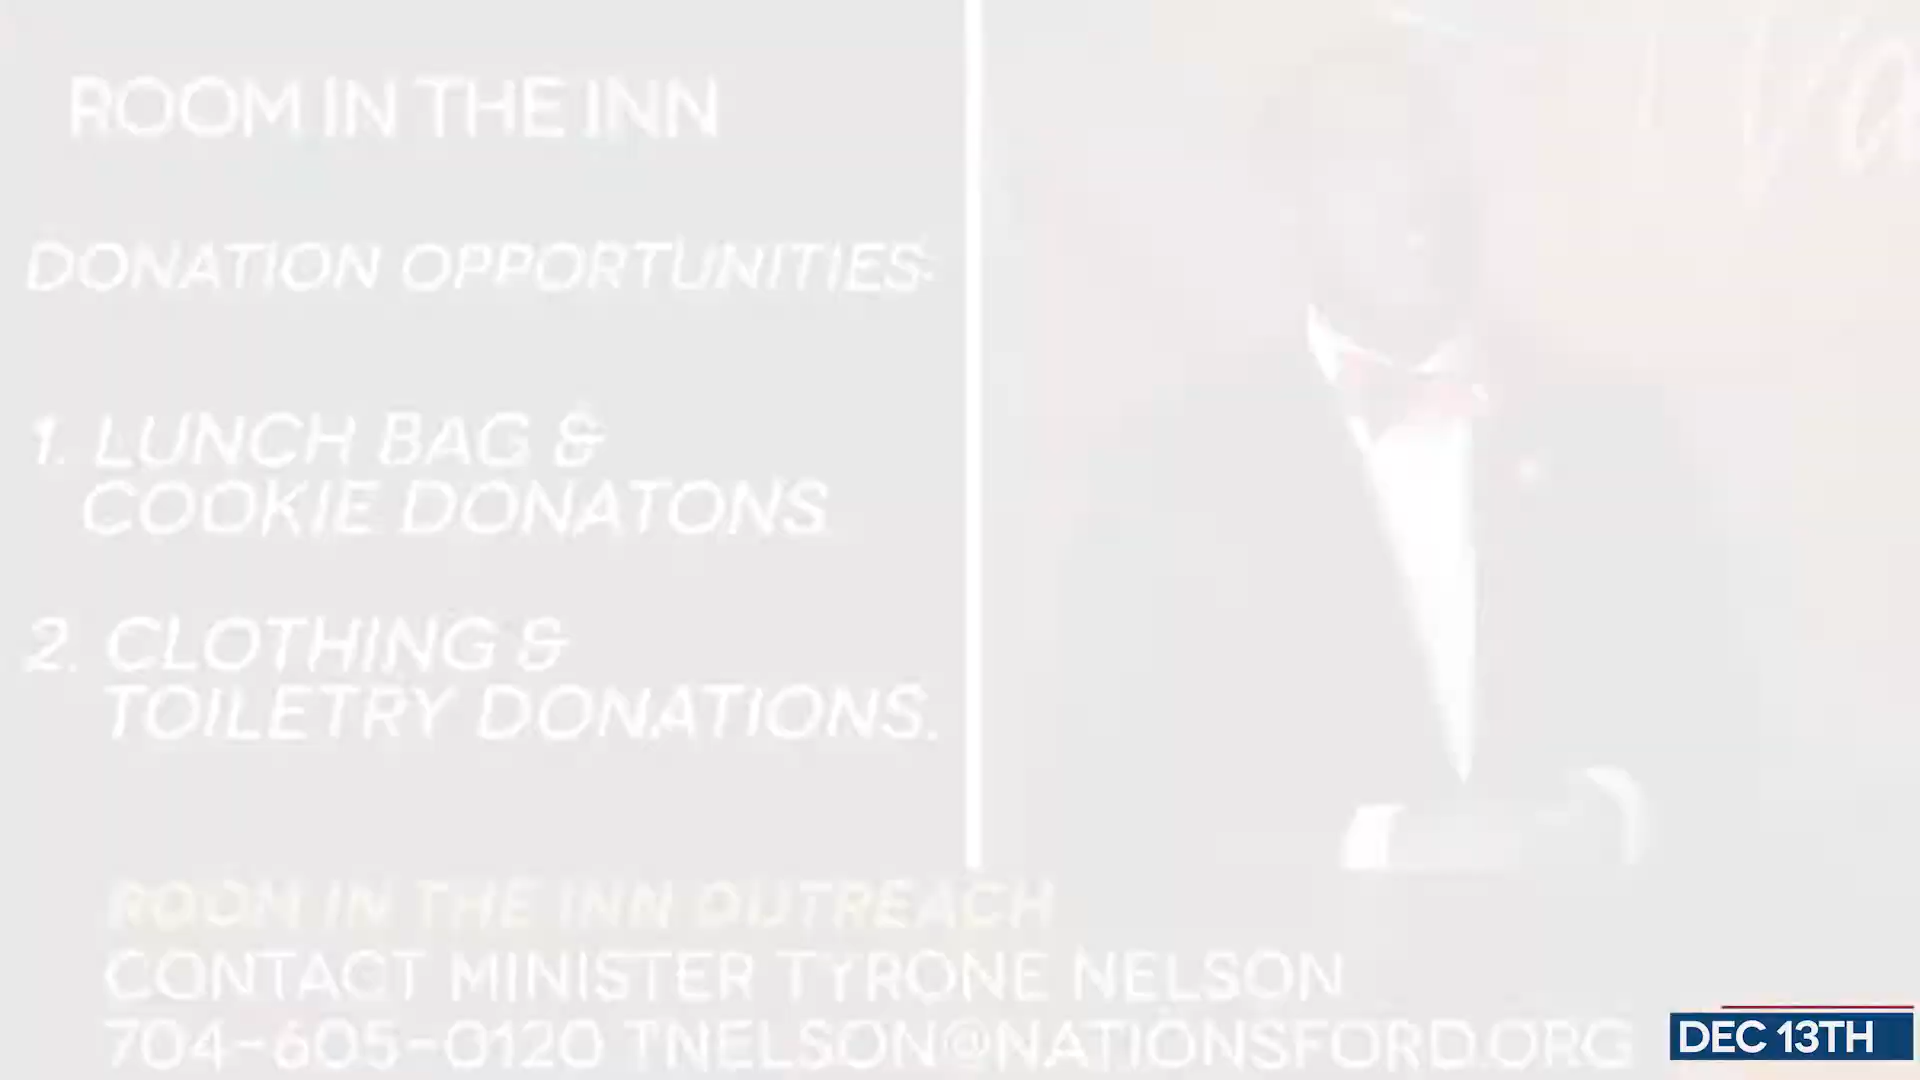 ROOM IN THE INN
DONATION OPPORTUNITIES:
1. LUNCH BAG &
COOKIE DONATONS
2. CLOTHING &
TOILETRY DONATIONS.
ROOM IN THE INN OUTREACH
CONTACT MINISTER TYRONE NELSON
704-605-0120 TNELSON@NATIONSFORD.ORG
DEC 13TH